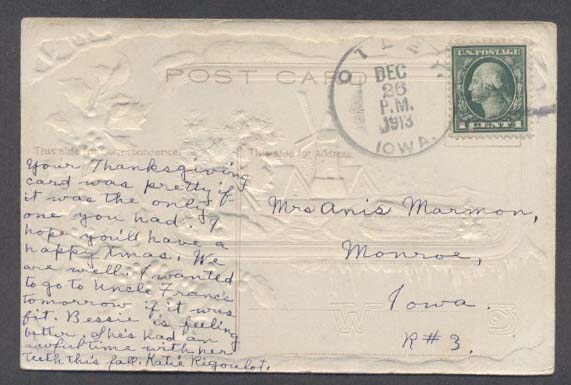 POST CARD
OTLEY
DEC
26
P.M.
1913
IOWA.
U.S. POSTAGE
1 CENT 1
This side for Correspondence.
This side for Address.
Your Thanksgiving
card was pretty if
it was the only
one you had. I
hope you'll have a
happy Xmas. We
are well. I wanted
to go to Uncle Franc's
tomorrow if it was
fit. Bessie is feeling
better. She's had an
awful time with her
teeth this fall. Katie Rigoulot.
Mrs Anis Marmon,
Monroe,
Iowa.
R#3.